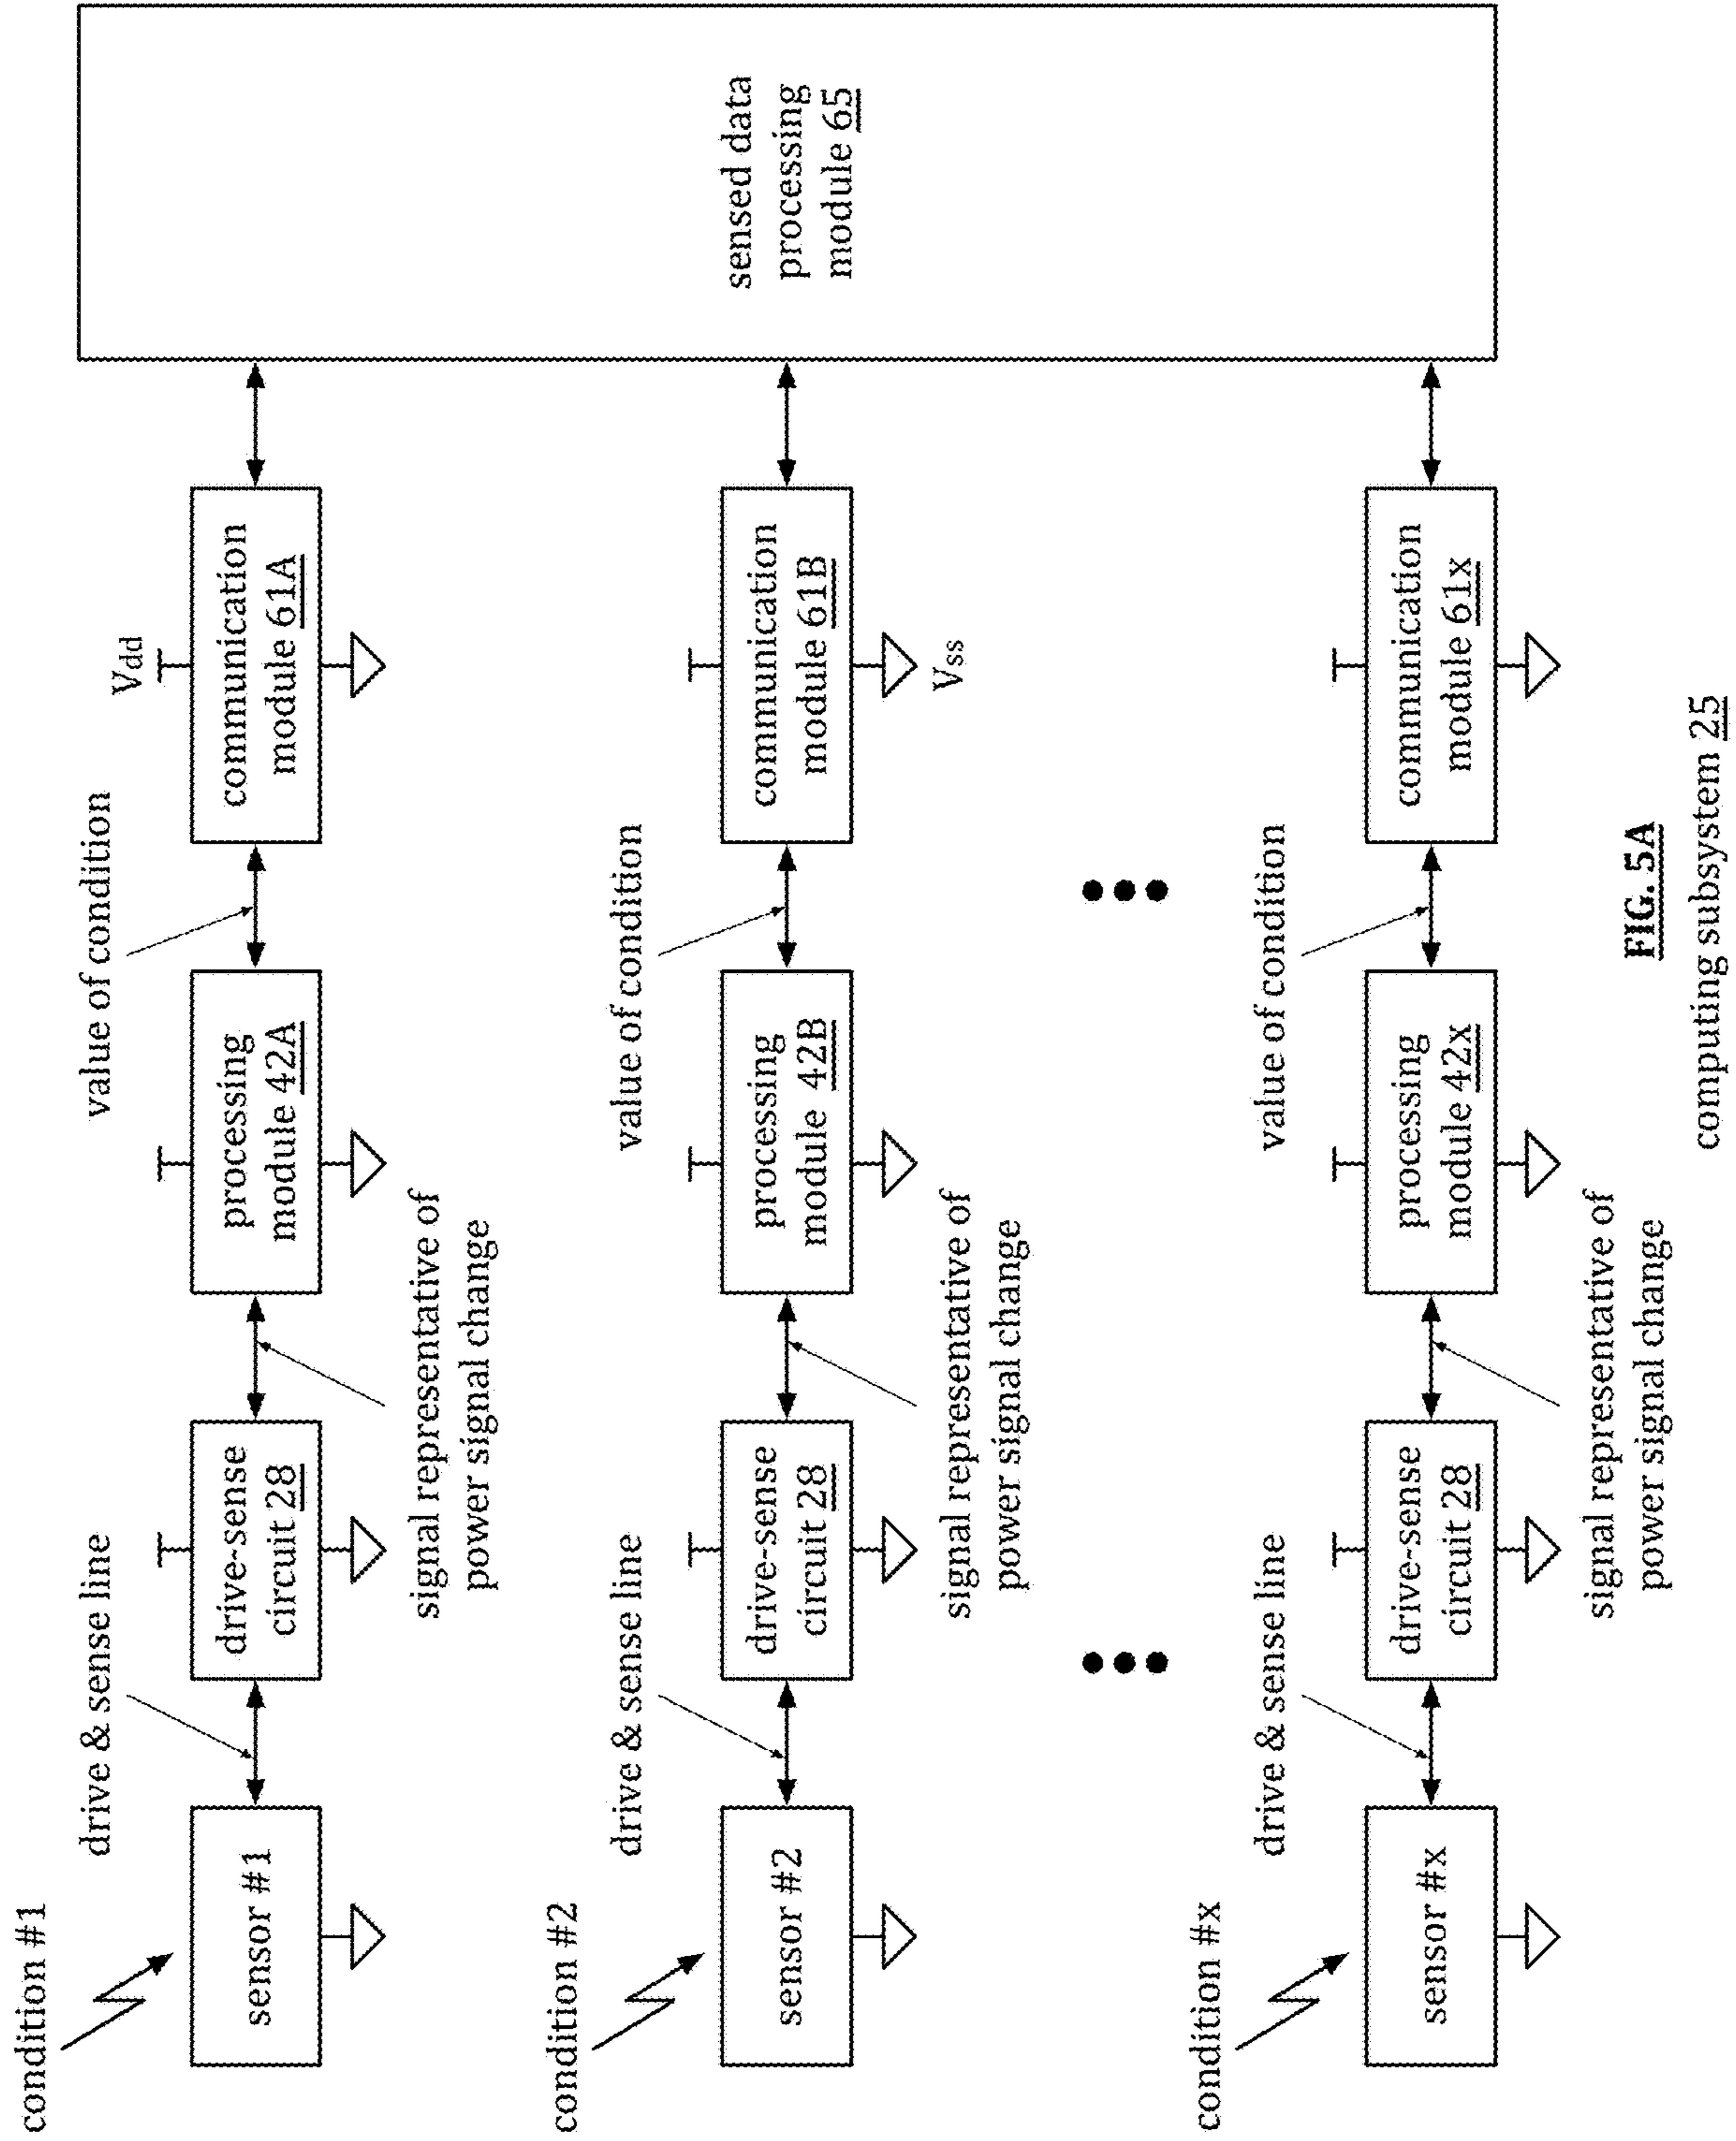 condition #1
drive & sense line
value of condition
Vdd
sensor #1
drive-sense
circuit 28
processing
module 42A
communication
module 61A
signal representative of
power signal change
sensed data
processing
module 65
condition #2
drive & sense line
value of condition
sensor #2
drive-sense
circuit 28
processing
module 42B
communication
module 61B
signal representative of
power signal change
Vss
condition #x
drive & sense line
value of condition
sensor #x
drive-sense
circuit 28
processing
module 42x
communication
module 61x
signal representative of
power signal change
FIG. 5A
computing subsystem 25